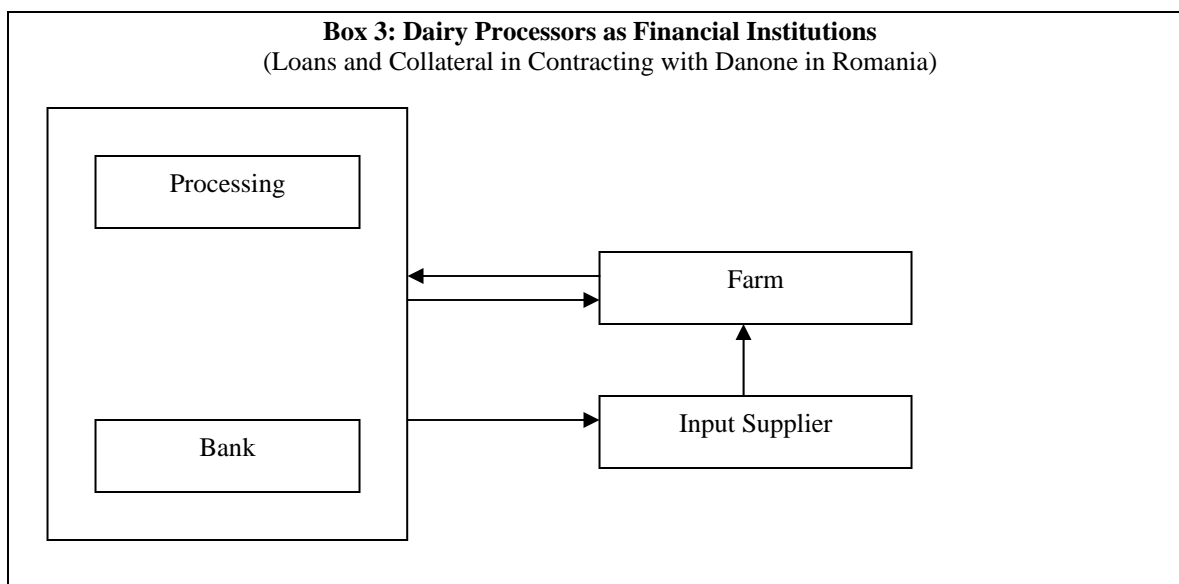 Box 3: Dairy Processors as Financial Institutions
(Loans and Collateral in Contracting with Danone in Romania)
Processing
Farm
Input Supplier
Bank